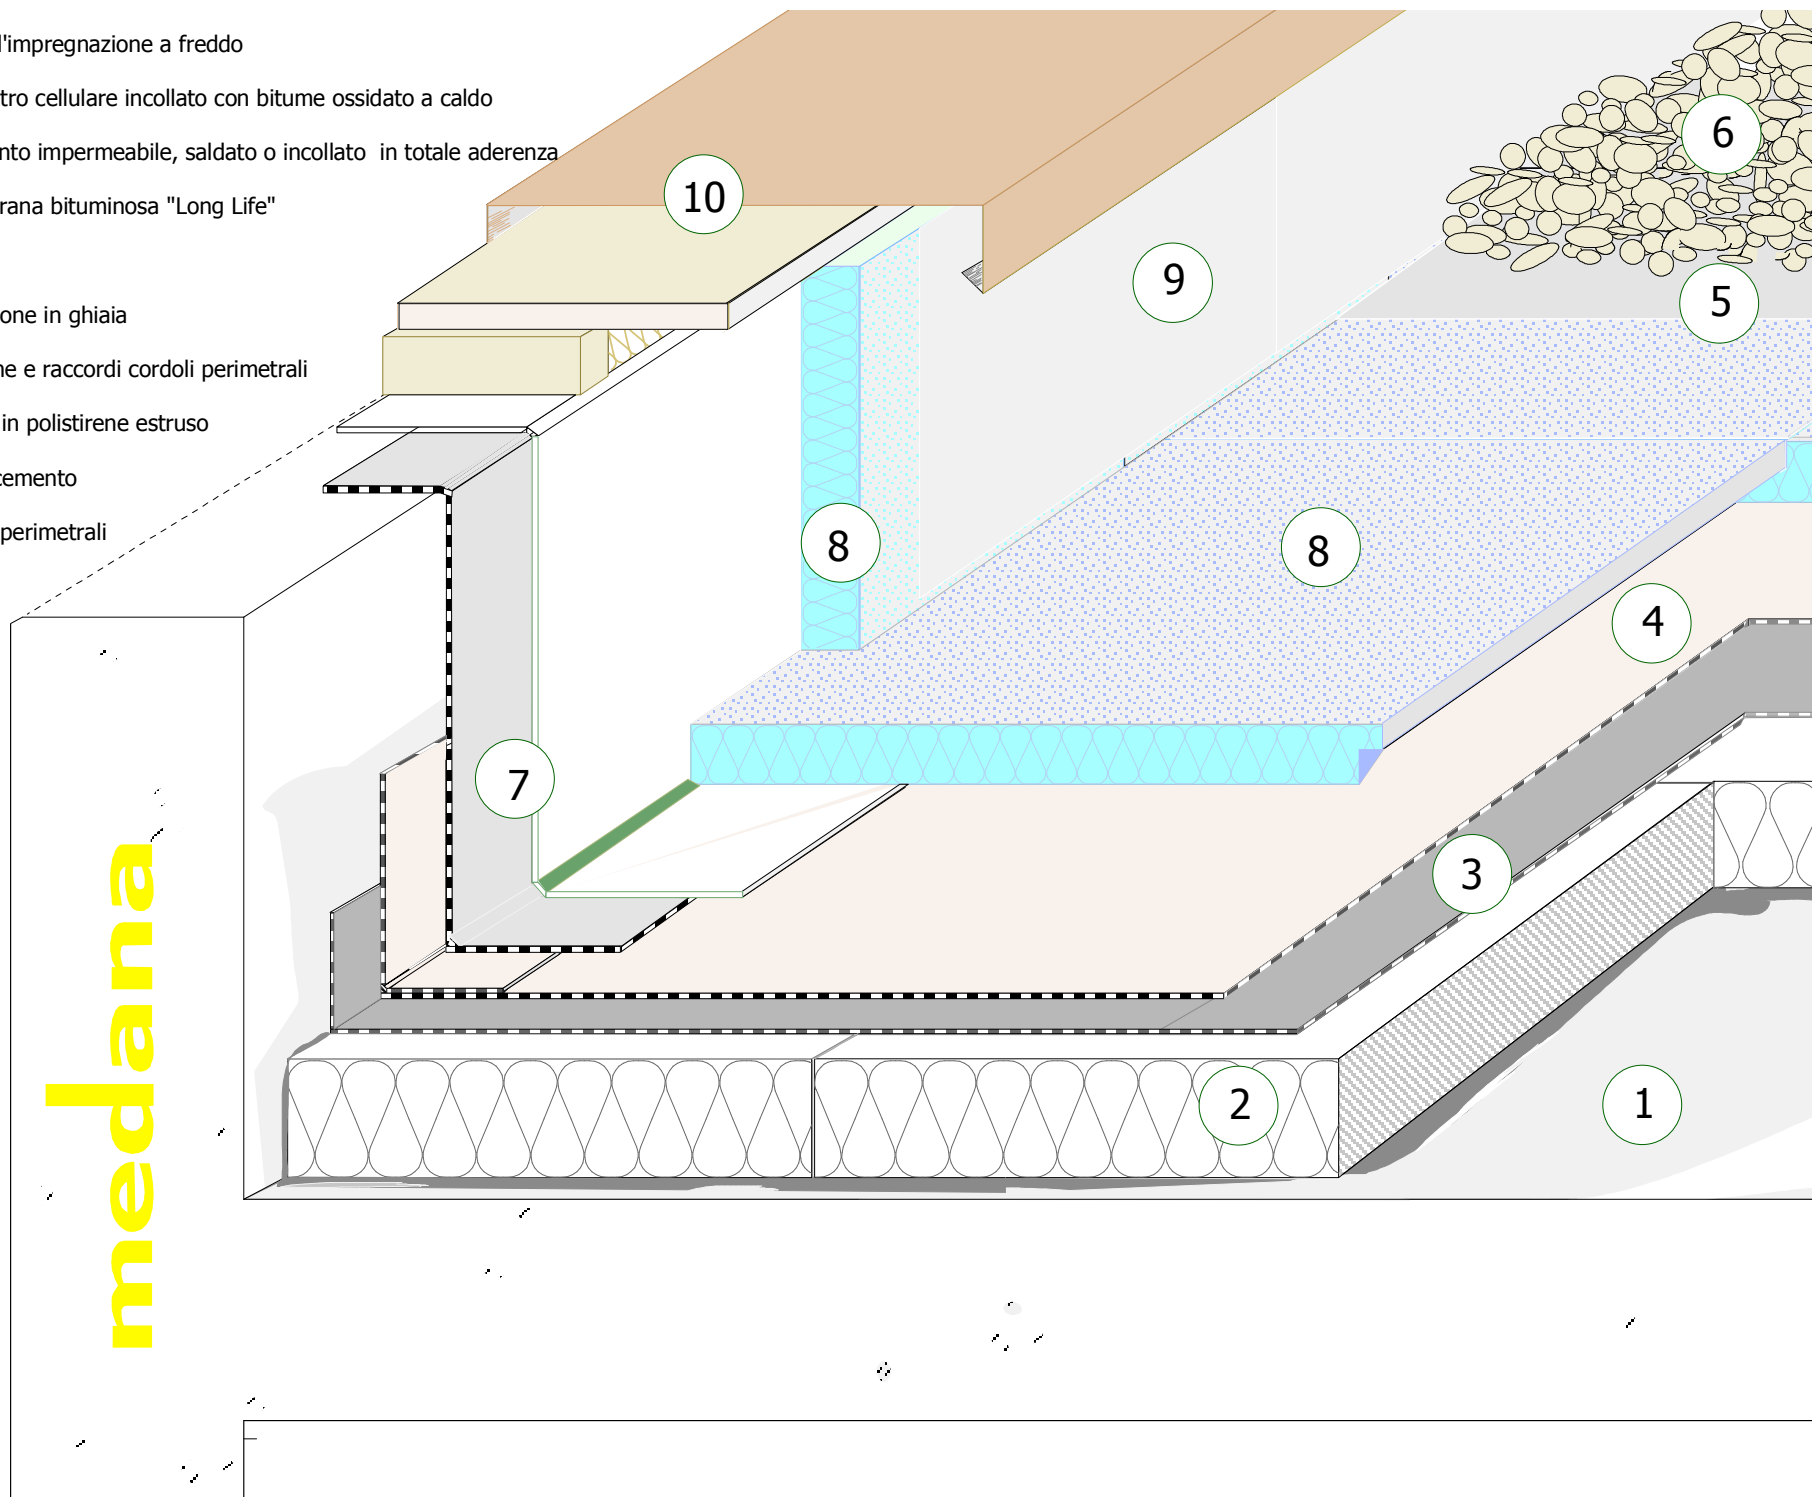 l'impregnazione a freddo
tro cellulare incollato con bitume ossidato a caldo
nto impermeabile, saldato o incollato in totale aderenza
rana bituminosa "Long Life"
one in ghiaia
ne e raccordi cordoli perimetrali
in polistirene estruso
cemento
perimetrali
10
6
9
5
8
8
4
7
3
2
1
medana